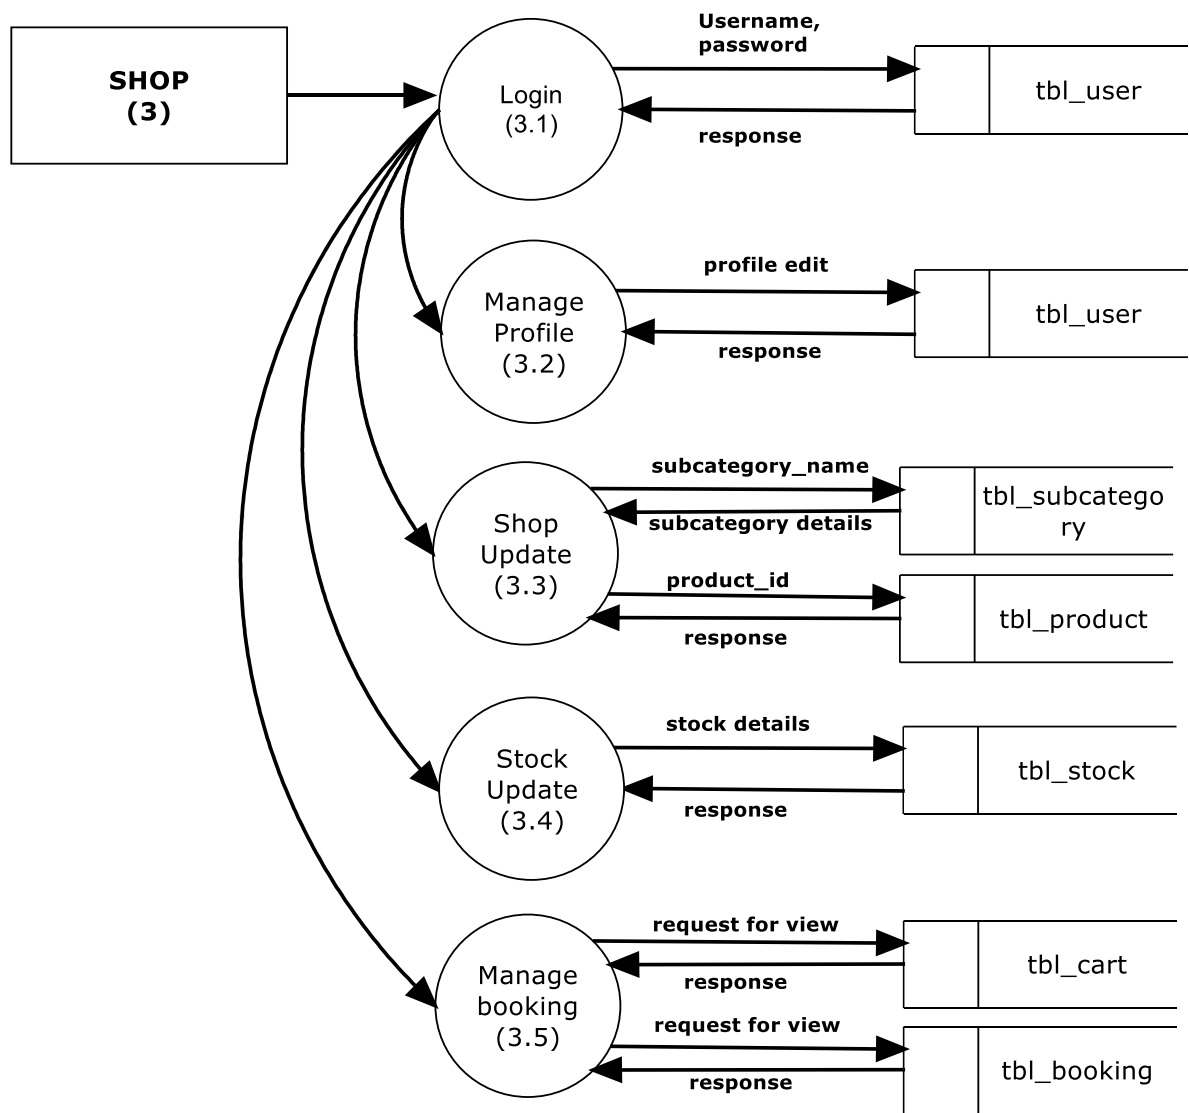 SHOP
(3)
Login
(3.1)
Username,
password
response
tbl_user
Manage
Profile
(3.2)
profile edit
response
tbl_user
Shop
Update
(3.3)
subcategory_name
subcategory details
tbl_subcatego
ry
product_id
response
tbl_product
Stock
Update
(3.4)
stock details
response
tbl_stock
Manage
booking
(3.5)
request for view
response
tbl_cart
request for view
response
tbl_booking